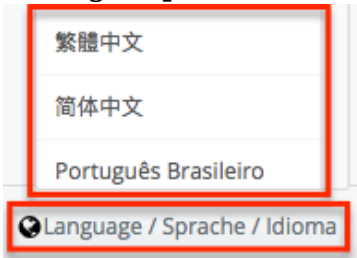 繁體中文
简体中文
Português Brasileiro
Language / Sprache / Idioma